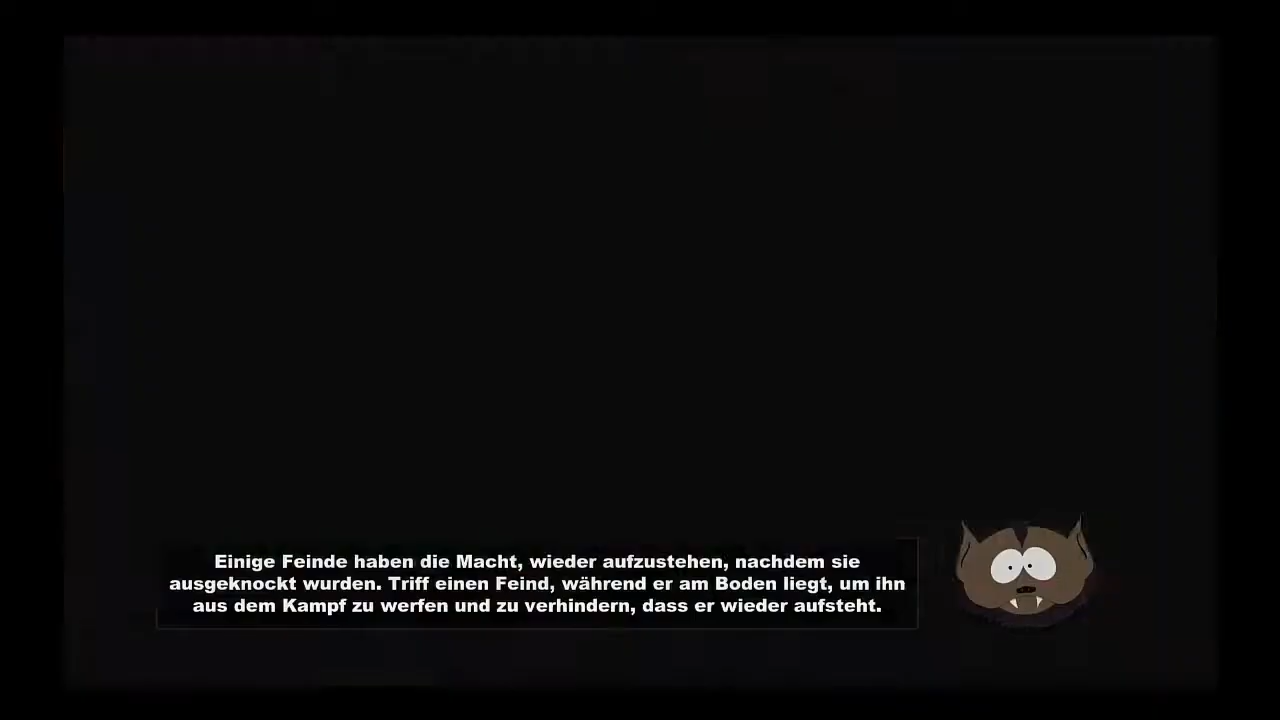 Einige Feinde haben die Macht, wieder aufzustehen, nachdem sie
ausgeknockt wurden. Triff einen Feind, während er am Boden liegt, um ihn
aus dem Kampf zu werfen und zu verhindern, dass er wieder aufsteht.